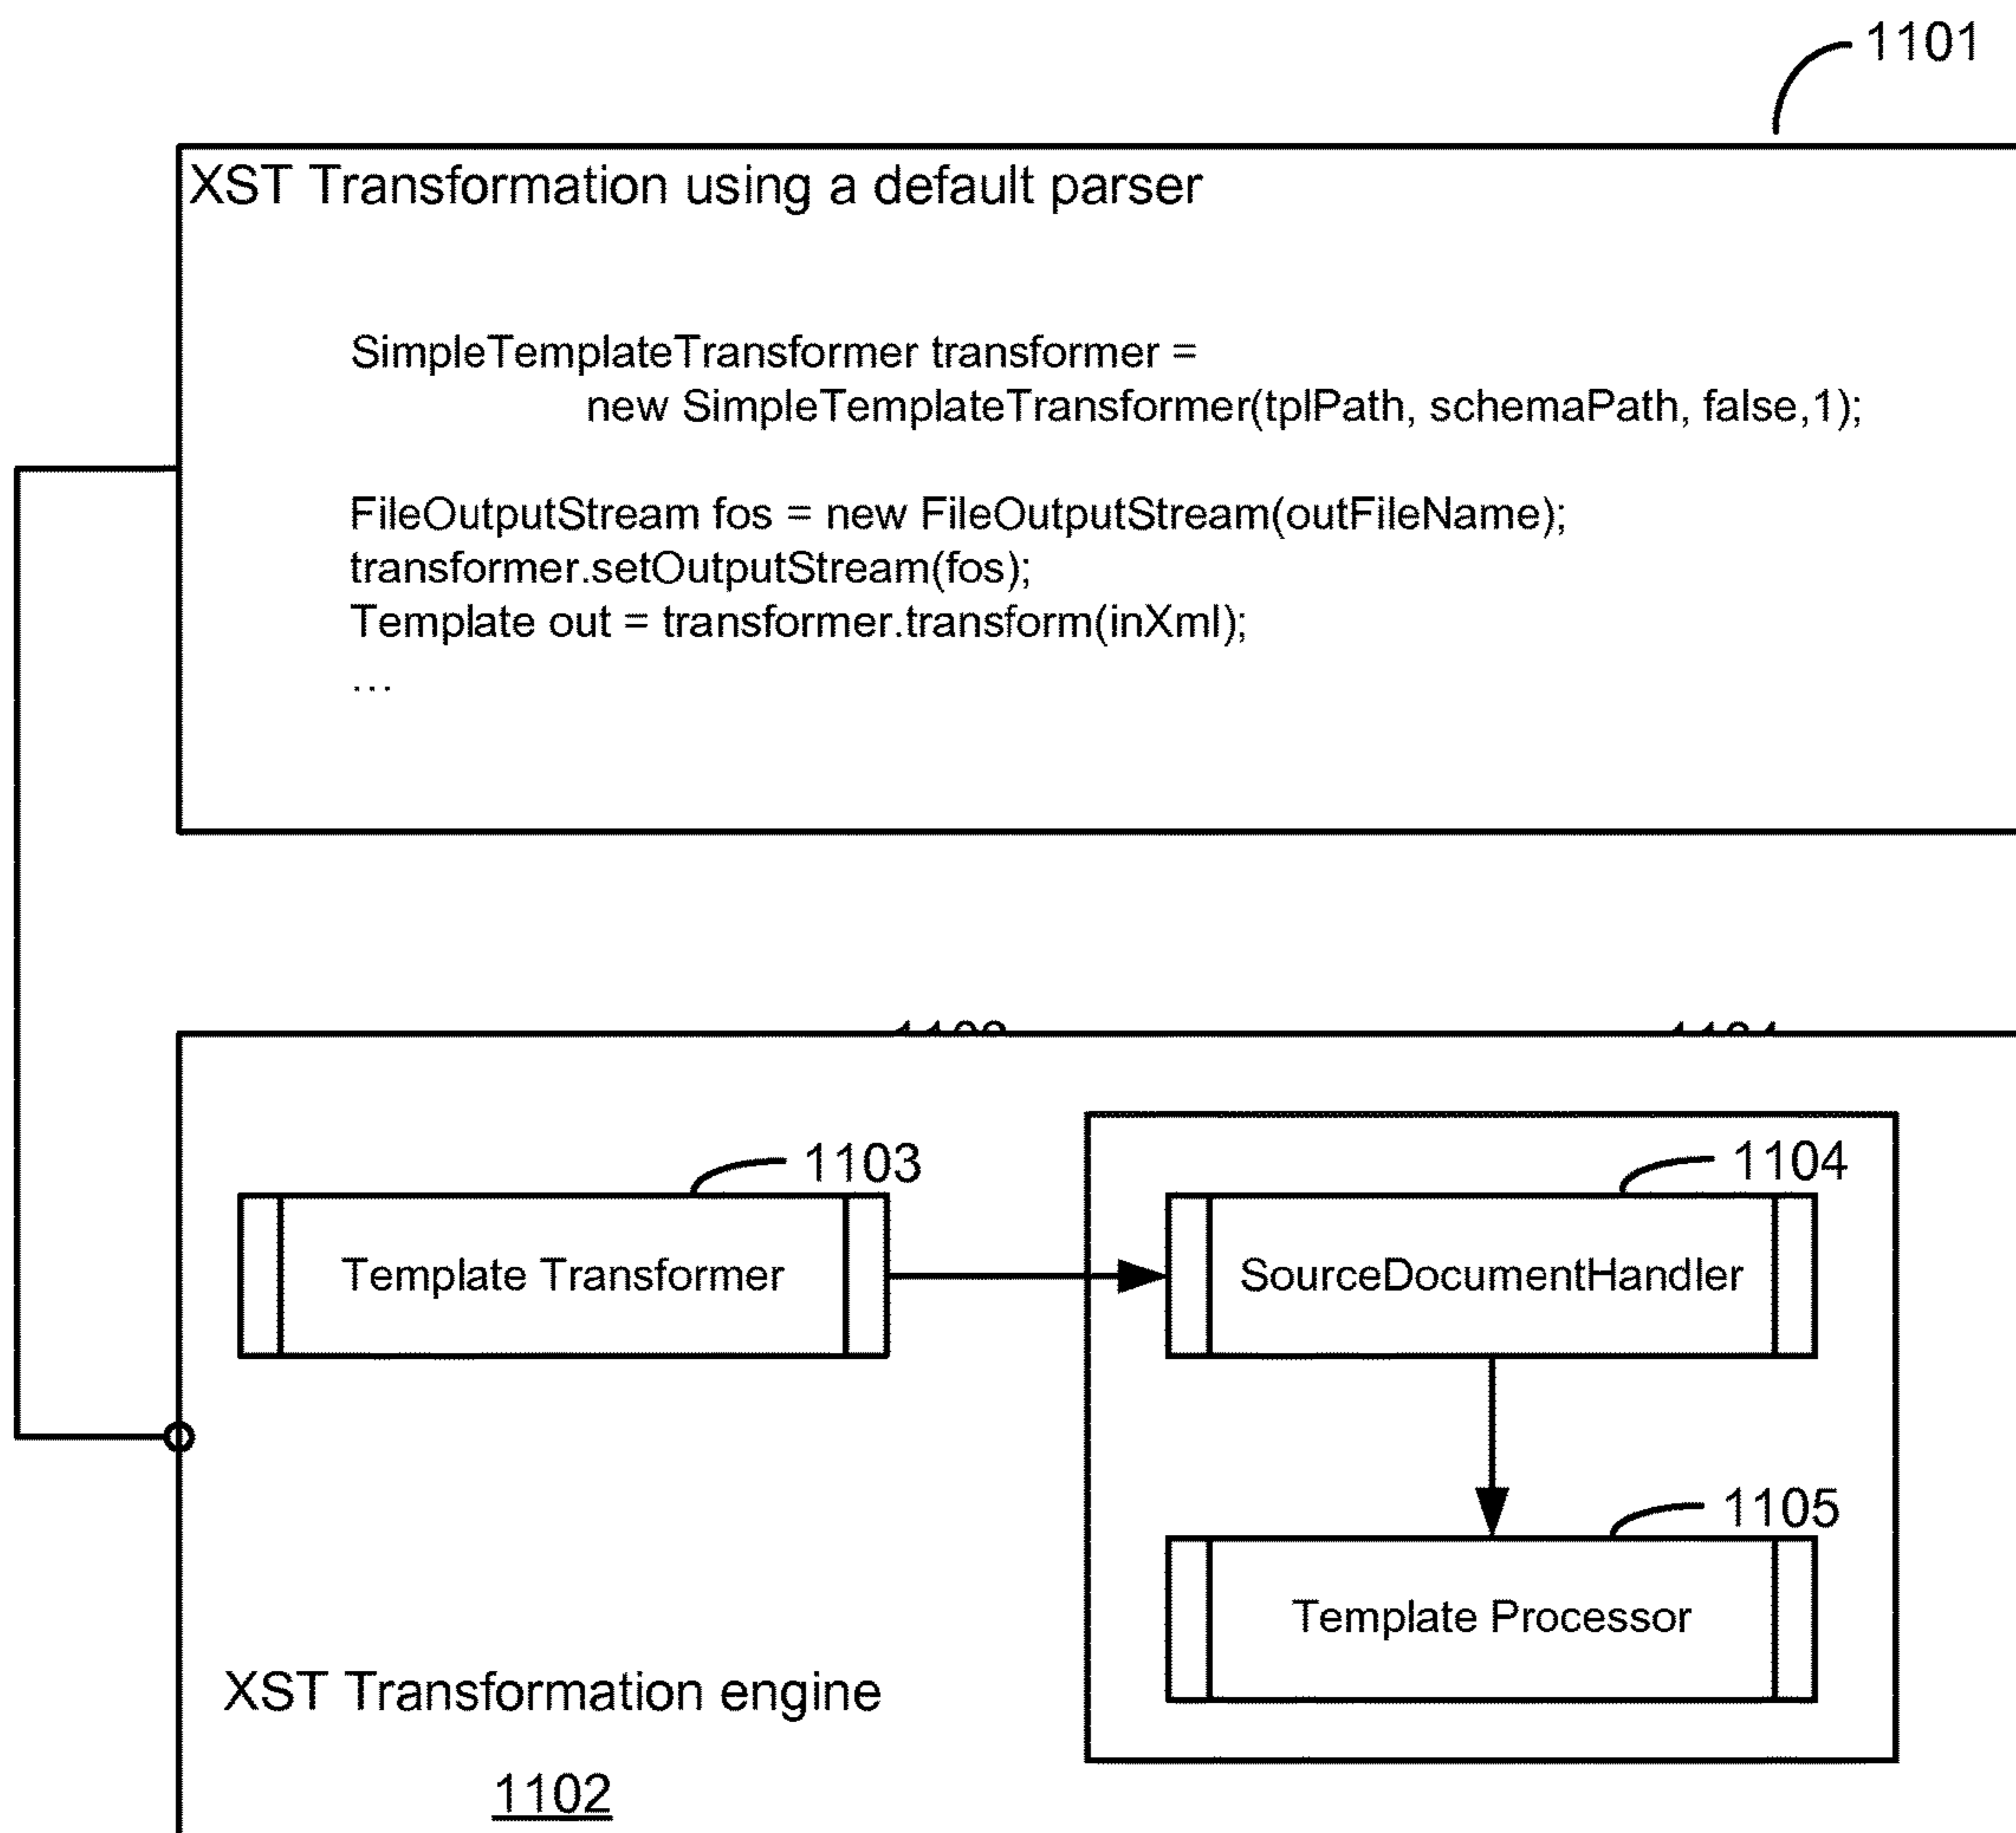 1101
XST Transformation using a default parser
SimpleTemplateTransformer transformer =
new SimpleTemplateTransformer(tplPath, schemaPath, false,1);
FileOutputStream fos = new FileOutputStream(outFileName);
transformer.setOutputStream(fos);
Template out = transformer.transform(inXml);
...
1103
1104
Template Transformer
SourceDocumentHandler
1105
Template Processor
XST Transformation engine
1102